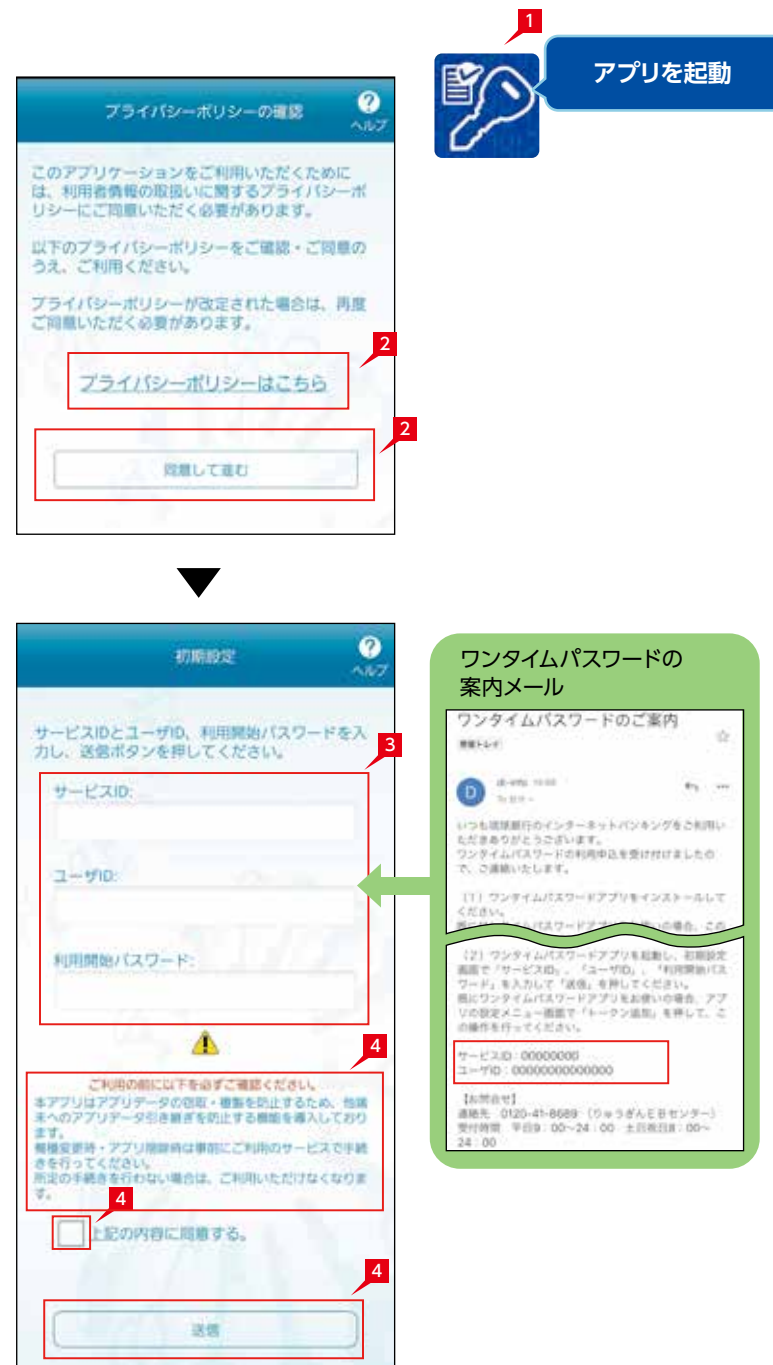 1
アプリを起動
プライバシーポリシーの確認
?
ヘルプ
このアプリケーションをご利用いただくために
は、利用者情報の取扱いに関するプライバシーポ
リシーにご同意いただく必要があります。
以下のプライバシーポリシーをご確認・ご同意の
うえ、ご利用ください。
プライバシーポリシーが改定された場合は、再度
ご同意いただく必要があります。
2
プライバシーポリシーはこちら
2
同意して進む
初期設定
?
ヘルプ
サービスIDとユーザID、利用開始パスワードを入
力し、送信ボタンを押してください。
3
サービスID:
ユーザID:
利用開始パスワード:
4
ご利用の前に以下を必ずご確認ください。
本アプリはアプリデータの窃取・複製を防止するため、他端
末へのアプリデータ引き継ぎを防止する機能を導入しており
ます。
機種変更時・アプリ削除時は事前にご利用のサービスで手続
きを行ってください。
所定の手続きを行わない場合は、ご利用いただけなくなりま
す。
4
上記の内容に同意する。
4
送信
ワンタイムパスワードの
案内メール
ワンタイムパスワードのご案内
受信トレイ
D
いつも琉球銀行のインターネットバンキングをご利用い
ただきありがとうございます。
ワンタイムパスワードの利用申込を受け付けましたの
で、ご連絡いたします。
(1) ワンタイムパスワードアプリをインストールして
ください。
(2) ワンタイムパスワードアプリを起動し、初期設定
画面で「サービスID」、「ユーザID」、「利用開始パス
ワード」を入力して「送信」を押してください。
既にワンタイムパスワードアプリをお使いの場合、アプ
リの設定メニュー画面で「トークン追加」を押して、こ
の操作を行ってください。
サービスID:00000000
ユーザID:00000000000000
【お問合せ】
連絡先 0120-41-8689 (りゅうぎんEBセンター)
受付時間 平日9:00~24:00 土日祝日8:00~
24:00